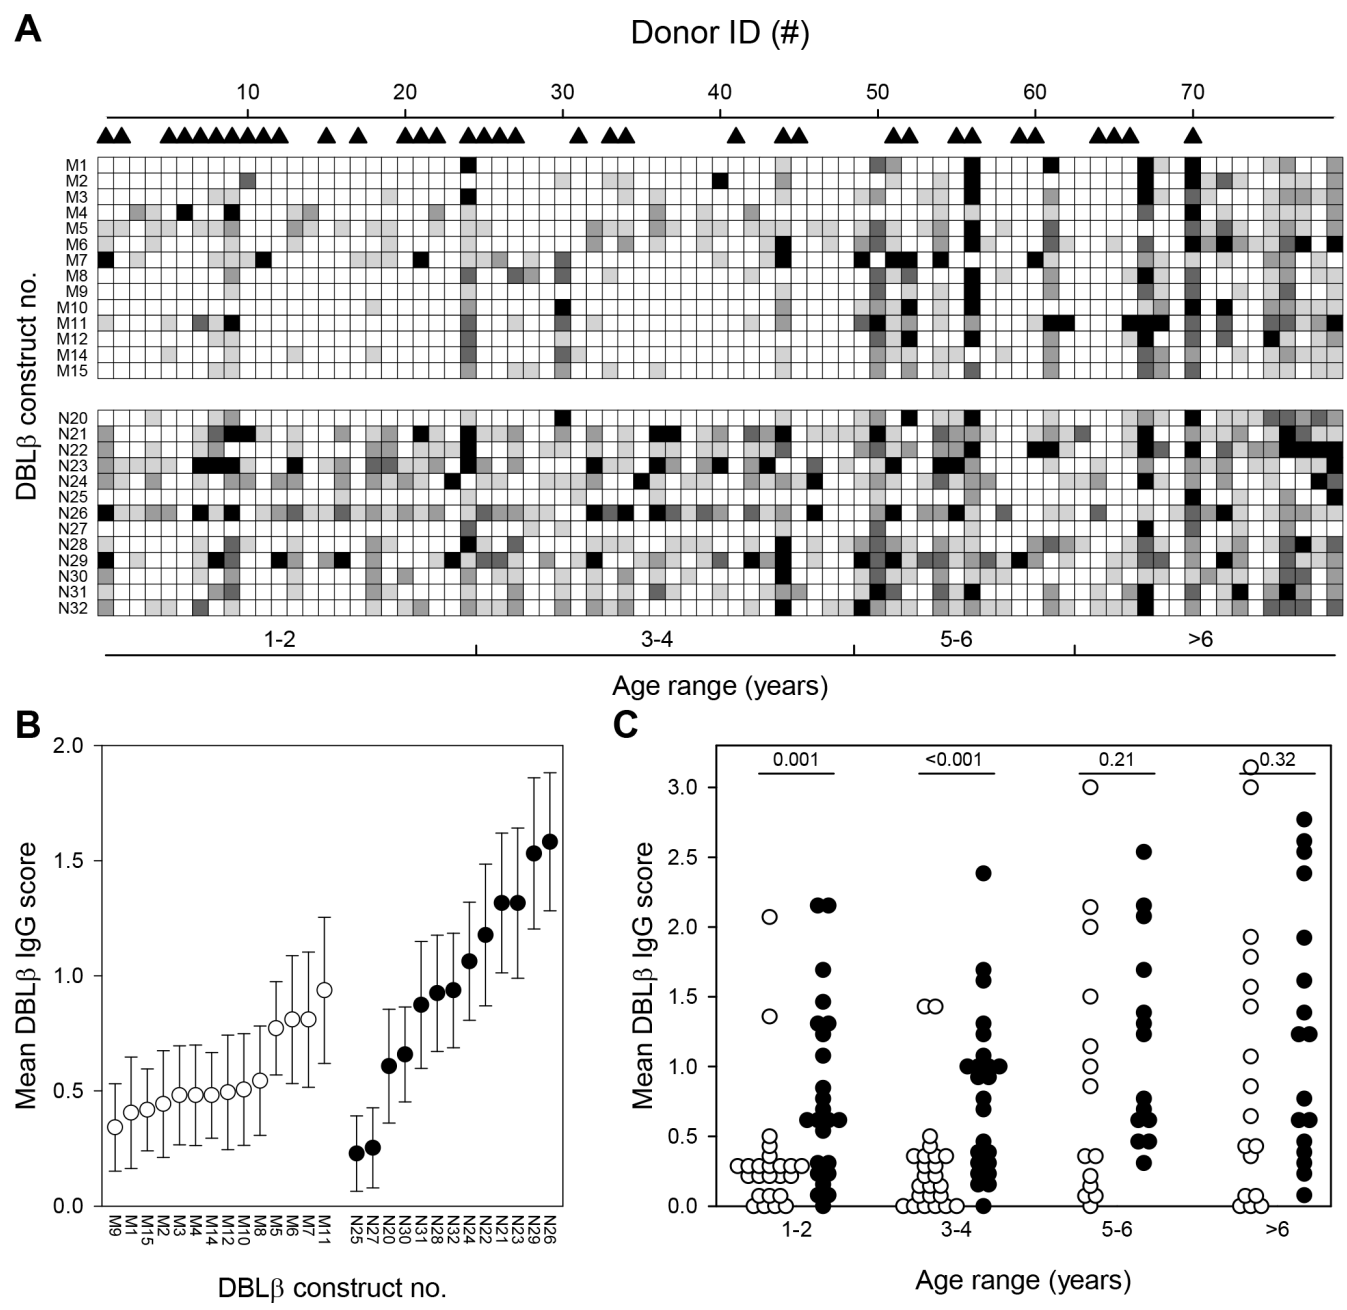 A
Donor ID (#)
10 20 30 40 50 60 70
DBLβ construct no.
M1
M2
M3
M4
M5
M6
M7
M8
M9
M10
M11
M12
M14
M15
N20
N21
N22
N23
N24
N25
N26
N27
N28
N29
N30
N31
N32
1-2 3-4 5-6 >6
Age range (years)
B
Mean DBLβ IgG score
2.0
1.5
1.0
0.5
0.0
M9 M1 M15 M2 M3 M4 M14 M12 M10 M8 M5 M6 M7 M11 N25 N27 N20 N30 N31 N28 N32 N24 N22 N21 N23 N29 N26
DBLβ construct no.
C
Mean DBLβ IgG score
0.001 <0.001 0.21 0.32
3.0
2.5
2.0
1.5
1.0
0.5
0.0
1-2 3-4 5-6 >6
Age range (years)